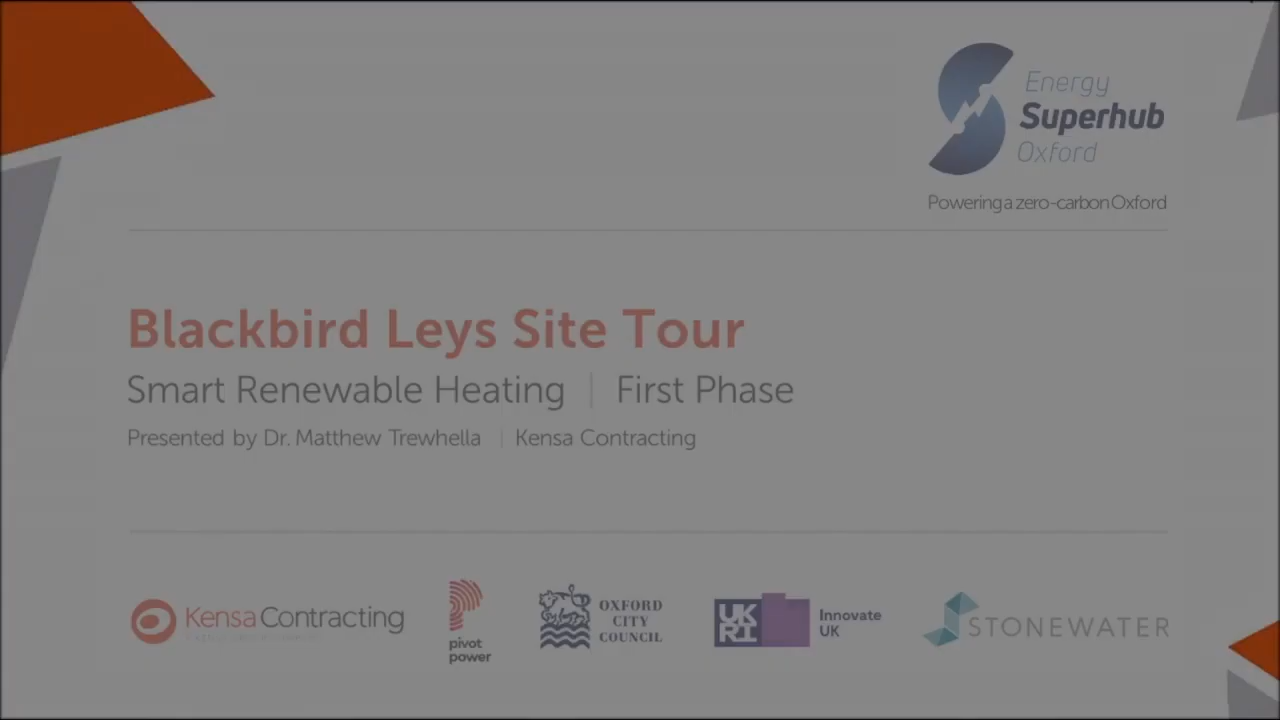 Energy
Superhub
Oxford
Powering a zero-carbon Oxford
Blackbird Leys Site Tour
Smart Renewable Heating | First Phase
Presented by Dr. Matthew Trewhella | Kensa Contracting
Kensa Contracting
pivot
power
OXFORD
CITY
COUNCIL
UK
RI
Innovate
UK
STONEWATER